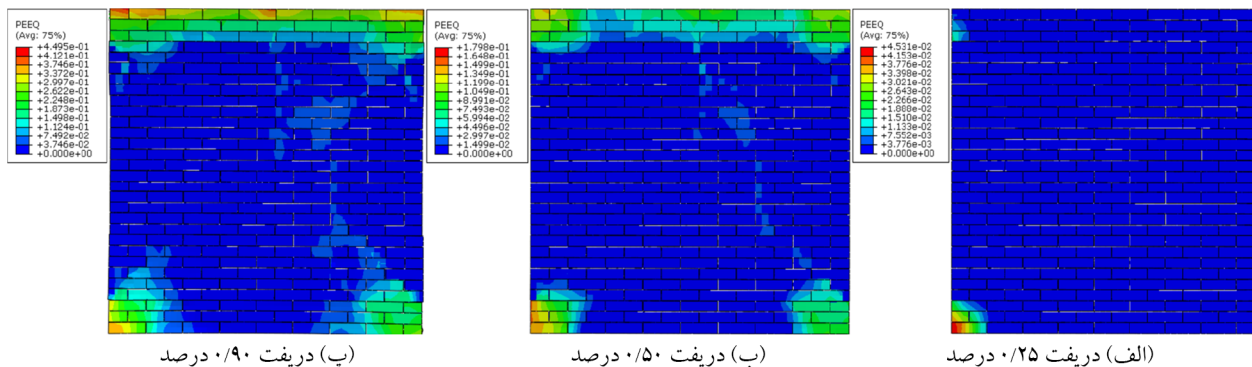 PEEQ
(Avg: 75%)
+4.495e-01
+4.121e-01
+3.746e-01
+3.372e-01
+2.997e-01
+2.622e-01
+2.248e-01
+1.873e-01
+1.498e-01
+1.124e-01
+7.492e-02
+3.746e-02
+0.000e+00
PEEQ
(Avg: 75%)
+1.798e-01
+1.648e-01
+1.499e-01
+1.349e-01
+1.199e-01
+1.049e-01
+8.991e-02
+7.493e-02
+5.994e-02
+4.496e-02
+2.997e-02
+1.499e-02
+0.000e+00
PEEQ
(Avg: 75%)
+4.531e-02
+4.153e-02
+3.776e-02
+3.398e-02
+3.021e-02
+2.643e-02
+2.266e-02
+1.888e-02
+1.510e-02
+1.133e-02
+7.552e-03
+3.776e-03
+0.000e+00
(الف) دریفت ۰/۲۵ درصد
(ب) دریفت ۰/۵۰ درصد
(پ) دریفت ۰/۹۰ درصد